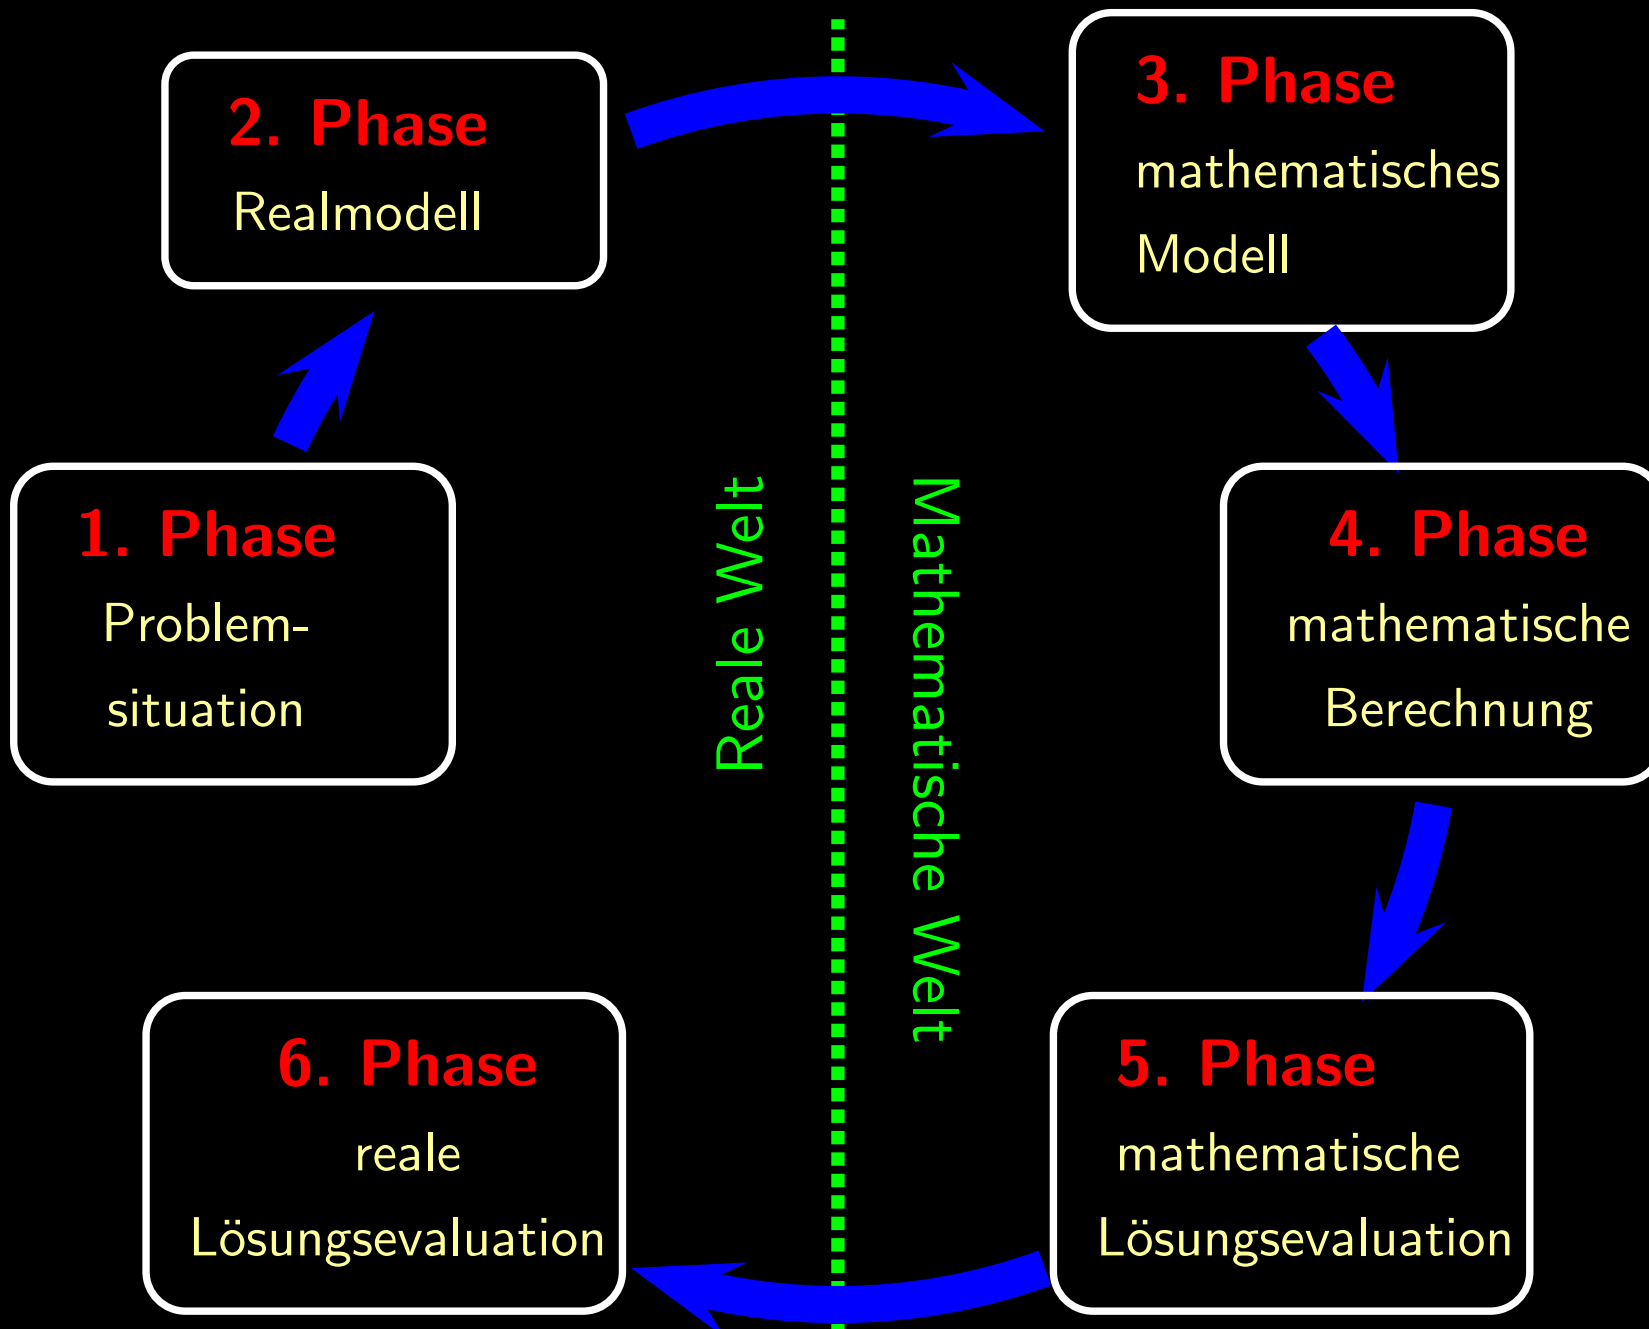 1. Phase
Problem-
situation
2. Phase
Realmodell
3. Phase
mathematisches
Modell
4. Phase
mathematische
Berechnung
5. Phase
mathematische
Lösungsevaluation
6. Phase
reale
Lösungsevaluation
Reale Welt
Mathematische Welt